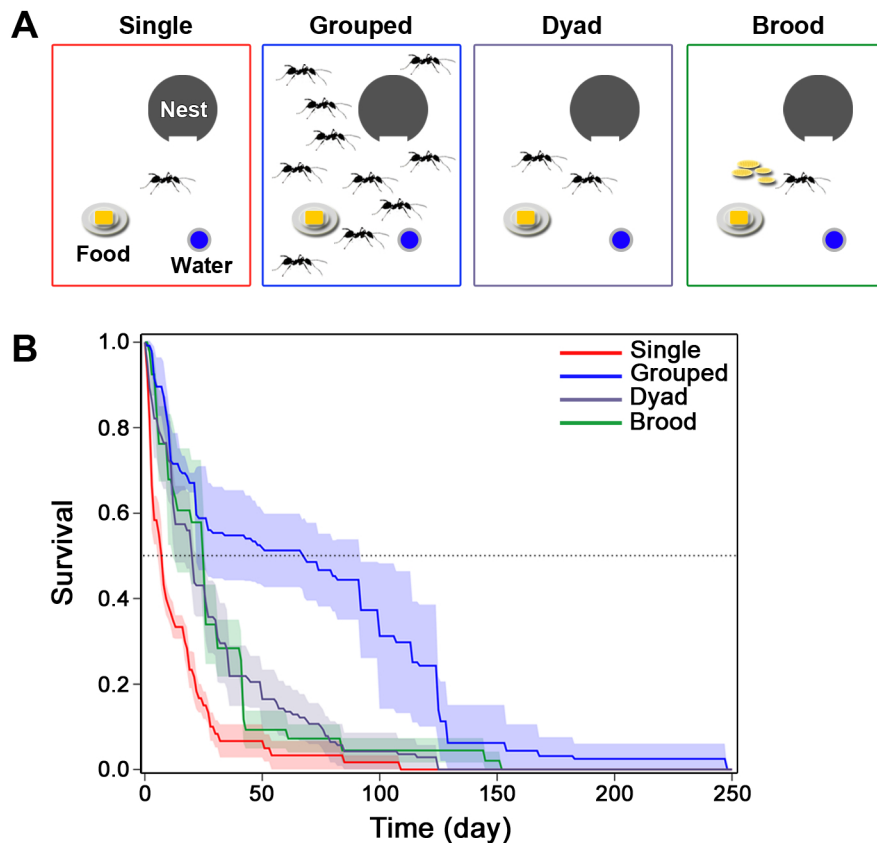 A
Single
Grouped
Dyad
Brood
Nest
Food
Water
B
Single
Grouped
Dyad
Brood
Survival
1.0
0.8
0.6
0.4
0.2
0.0
0 50 100 150 200 250
Time (day)